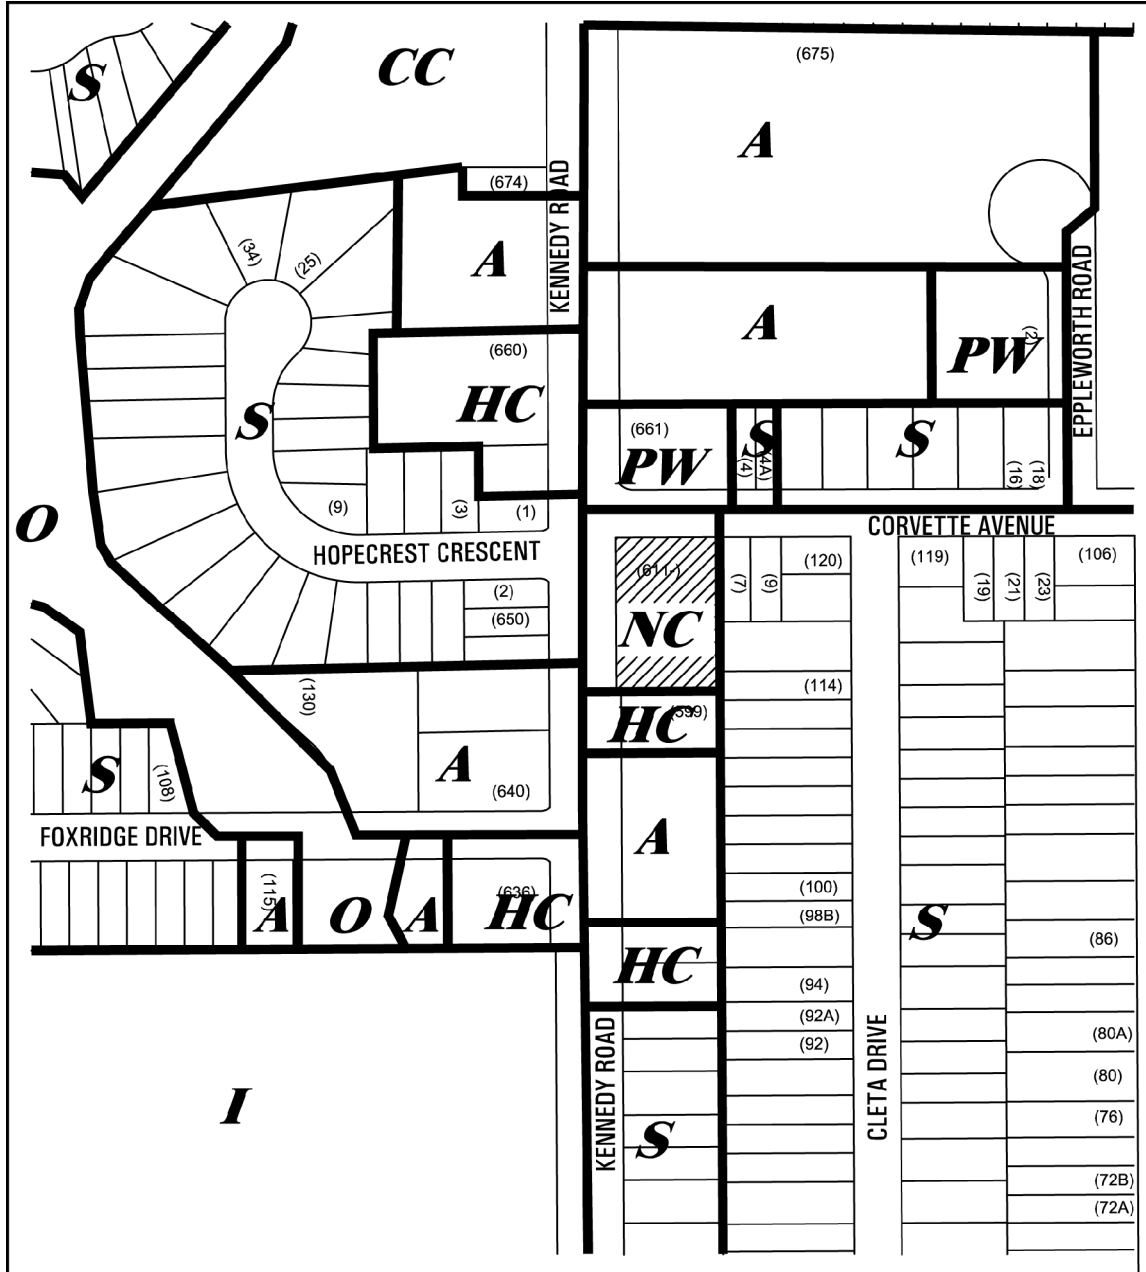 CC
(675)
S
A
KENNEDY ROAD
(674)
(34)
(25)
A
EPPLEWORTH ROAD
A
(2)
PW
(660)
HC
S
(661)
PW
S
(4)
(4A)
S
(16)
(18)
(9)
(3)
(1)
O
CORVETTE AVENUE
HOPECREST CRESCENT
(611-)
NC
(7)
(9)
(120)
(119)
(19)
(21)
(23)
(106)
(2)
(650)
(130)
(114)
(599)
HC
S
(108)
A
(640)
FOXRIDGE DRIVE
A
(115)
A
O
A
(636)
HC
(100)
(98B)
S
(86)
HC
(94)
(92A)
(92)
KENNEDY ROAD
CLETA DRIVE
(80A)
(80)
(76)
I
S
(72B)
(72A)